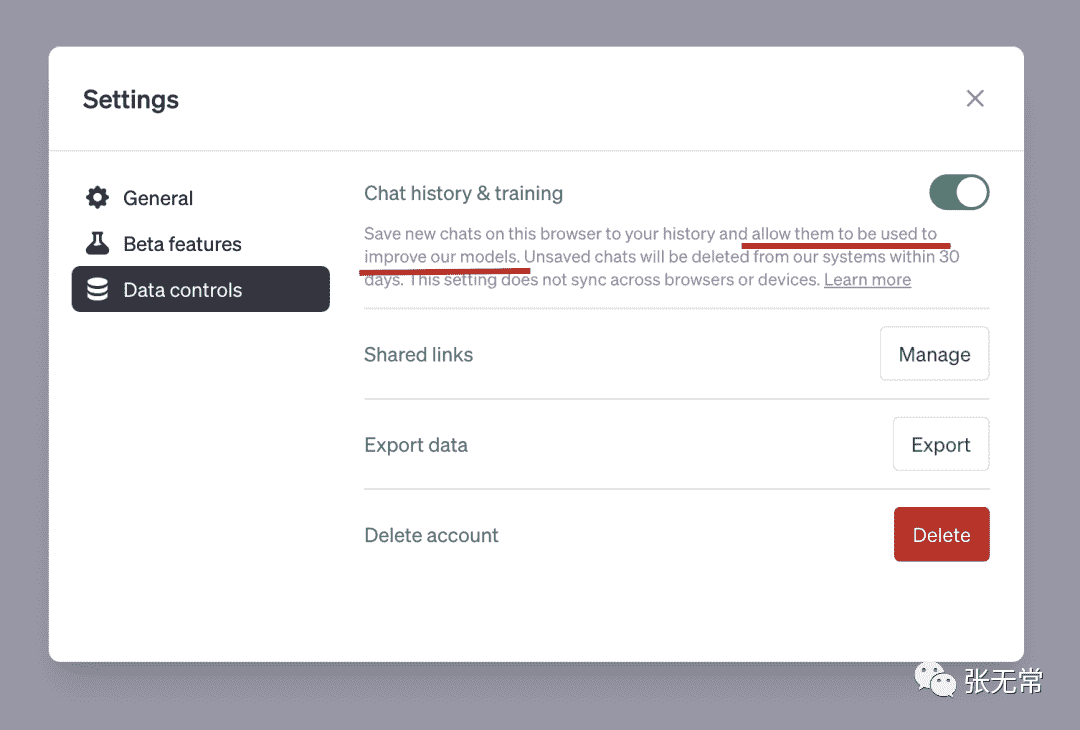 Settings
General
Beta features
Data controls
Chat history & training
Save new chats on this browser to your history and allow them to be used to
improve our models. Unsaved chats will be deleted from our systems within 30
days. This setting does not sync across browsers or devices. Learn more
Shared links
Manage
Export data
Export
Delete account
Delete
张无常